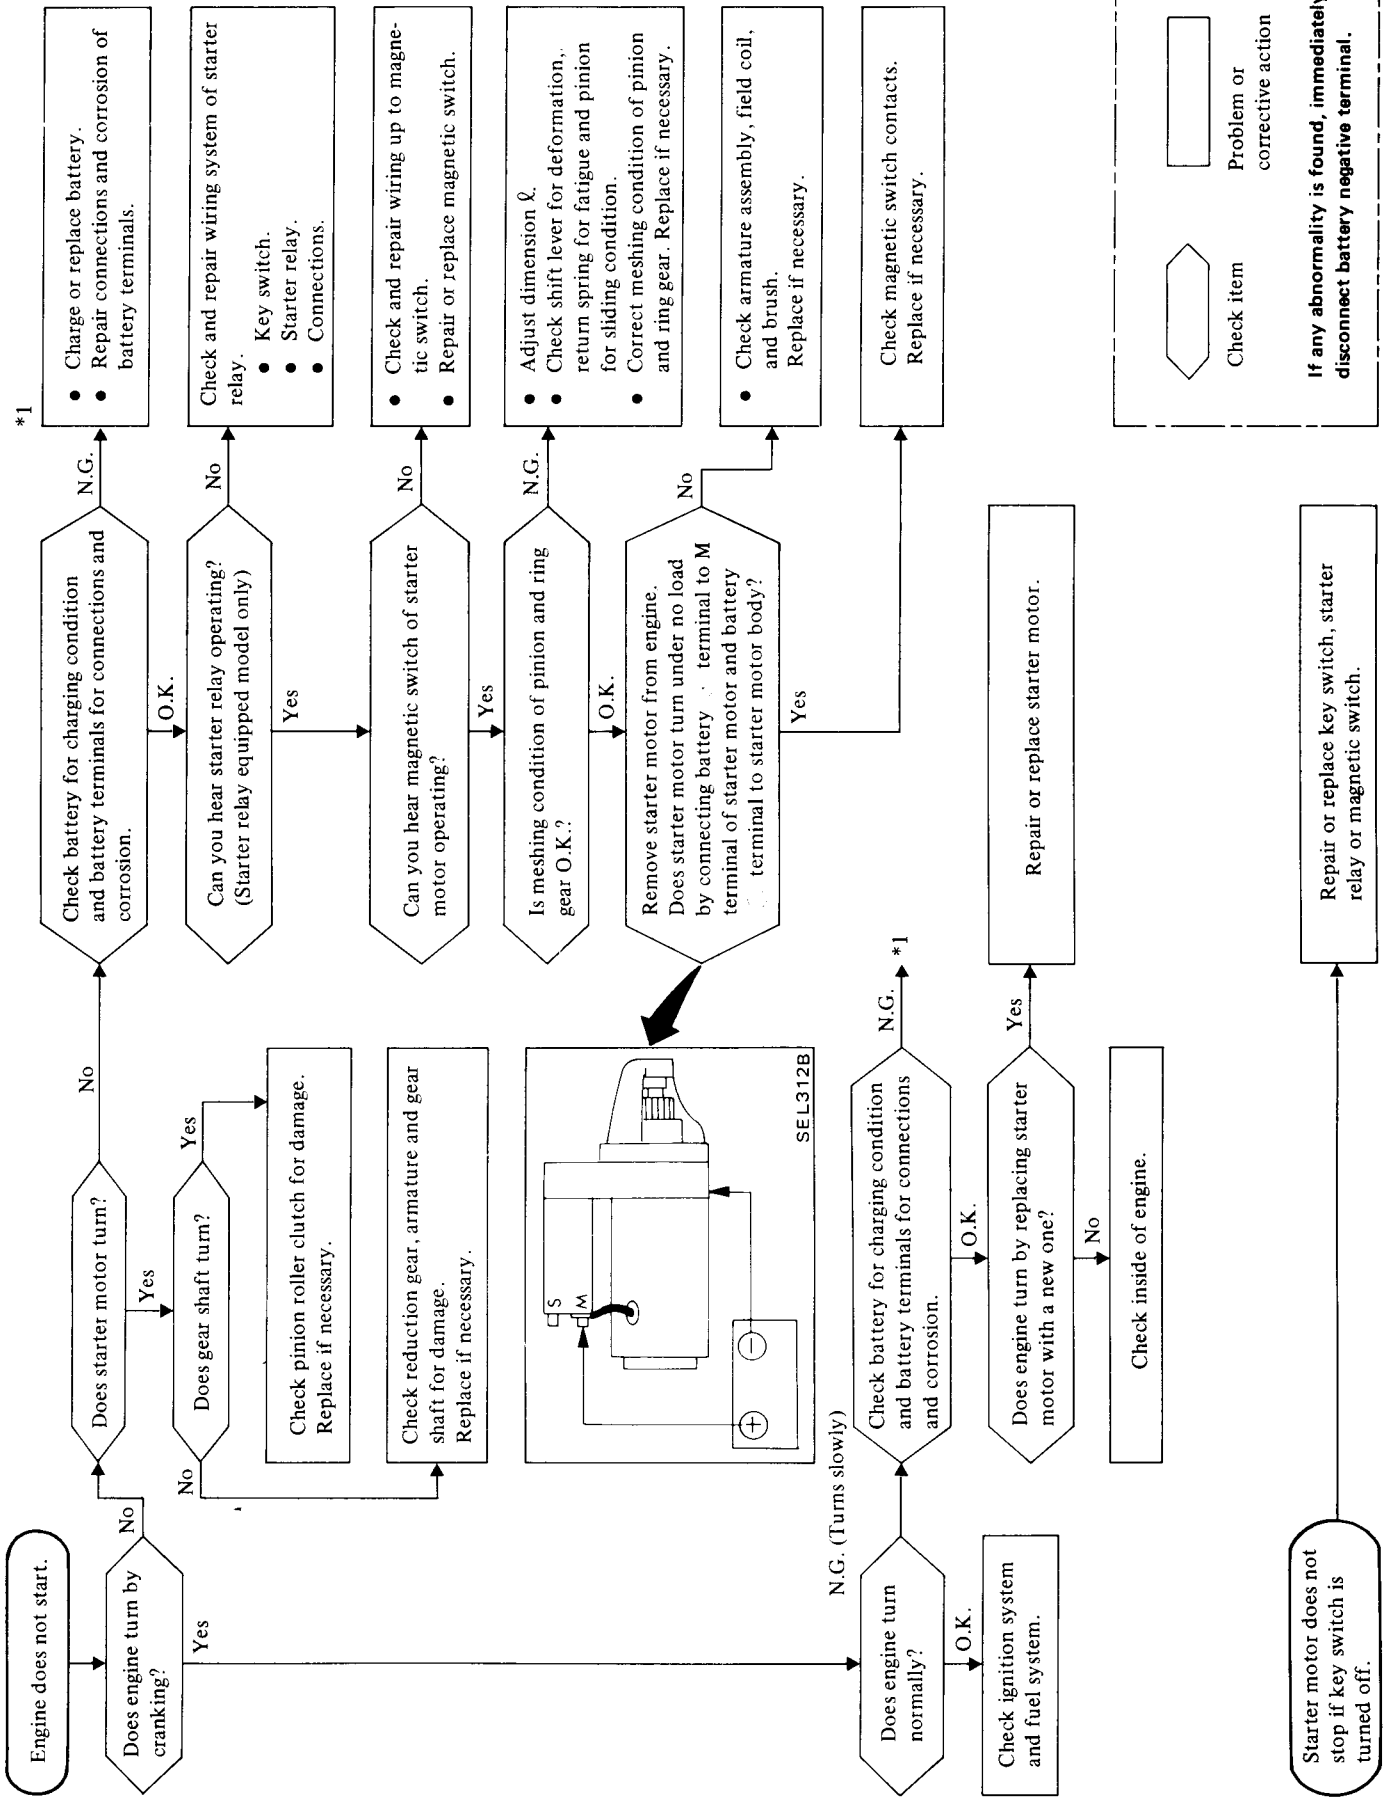 Engine does not start.
Does engine turn by
cranking?
No
Yes
Does starter motor turn?
No
Yes
Does gear shaft turn?
Yes
No
Check pinion roller clutch for damage.
Replace if necessary.
Check reduction gear, armature and gear
shaft for damage.
Replace if necessary.
S
M
SEL312B
Check battery for charging condition
and battery terminals for connections and
corrosion.
N.G.
O.K.
*1
● Charge or replace battery.
● Repair connections and corrosion of
battery terminals.
Can you hear starter relay operating?
(Starter relay equipped model only)
No
Yes
Check and repair wiring system of starter
relay.
● Key switch.
● Starter relay.
● Connections.
Can you hear magnetic switch of starter
motor operating?
No
Yes
● Check and repair wiring up to magne-
tic switch.
● Repair or replace magnetic switch.
Is meshing condition of pinion and ring
gear O.K.?
N.G.
O.K.
● Adjust dimension ℓ.
● Check shift lever for deformation,
return spring for fatigue and pinion
for sliding condition.
● Correct meshing condition of pinion
and ring gear. Replace if necessary.
Remove starter motor from engine.
Does starter motor turn under no load
by connecting battery terminal to M
terminal of starter motor and battery
terminal to starter motor body?
No
Yes
● Check armature assembly, field coil,
and brush.
Replace if necessary.
Check magnetic switch contacts.
Replace if necessary.
Does engine turn
normally?
N.G. (Turns slowly)
O.K.
Check ignition system
and fuel system.
Check battery for charging condition
and battery terminals for connections
and corrosion.
N.G.
*1
O.K.
Does engine turn by replacing starter
motor with a new one?
Yes
No
Repair or replace starter motor.
Check inside of engine.
Starter motor does not
stop if key switch is
turned off.
Repair or replace key switch, starter
relay or magnetic switch.
Check item
Problem or
corrective action
If any abnormality is found, immediately
disconnect battery negative terminal.